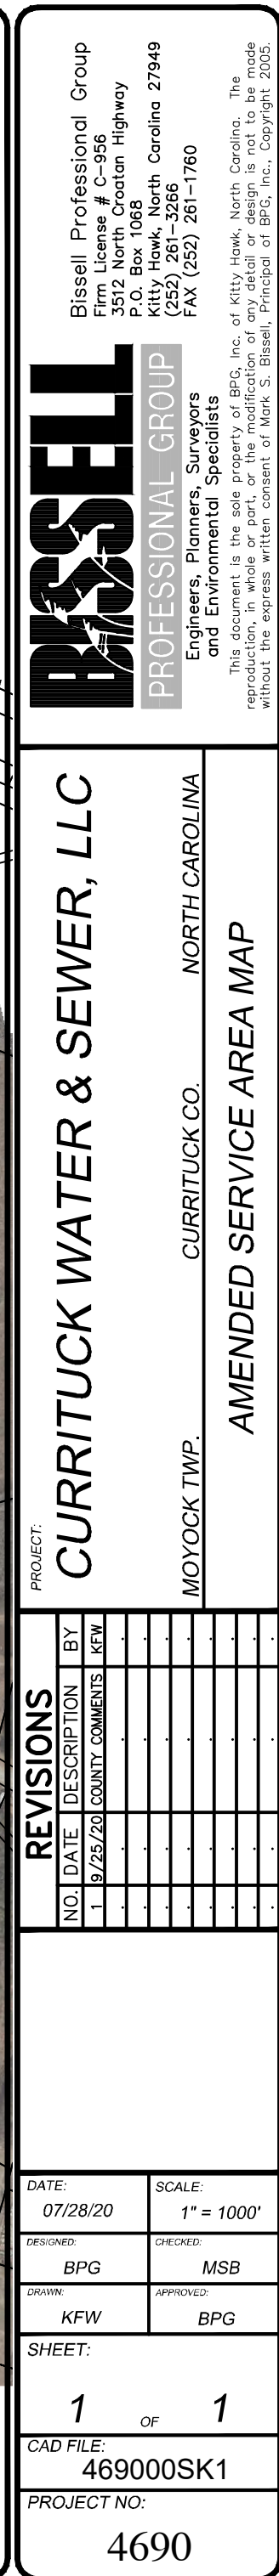 BISSELL
PROFESSIONAL GROUP
Engineers, Planners, Surveyors
and Environmental Specialists
Bissell Professional Group
Firm License # C-956
3512 North Croatan Highway
P.O. Box 1068
Kitty Hawk, North Carolina 27949
(252) 261-3266
FAX (252) 261-1760
This document is the sole property of BPG, Inc. of Kitty Hawk, North Carolina. The
reproduction, in whole or part, or the modification of any detail or design is not to be made
without the express written consent of Mark S. Bissell, Principal of BPG, Inc., Copyright 2005.
PROJECT:
CURRITUCK WATER & SEWER, LLC
MOYOCK TWP. CURRITUCK CO. NORTH CAROLINA
AMENDED SERVICE AREA MAP
REVISIONS
NO. DATE DESCRIPTION BY
1 9/25/20 COUNTY COMMENTS KFW
DATE: SCALE:
07/28/20 1" = 1000'
DESIGNED: CHECKED:
BPG MSB
DRAWN: APPROVED:
KFW BPG
SHEET:
1 OF 1
CAD FILE:
469000SK1
PROJECT NO:
4690